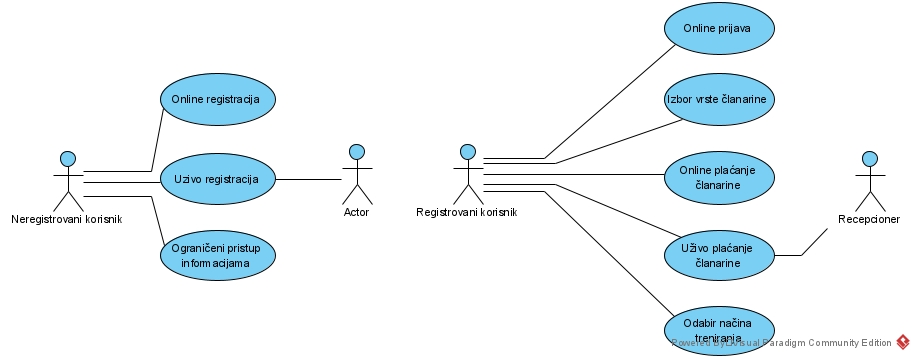 Online prijava
Online registracija
Izbor vrste članarine
Uzivo registracija
Online plaćanje
članarine
Neregistrovani korisnik
Actor
Registrovani korisnik
Recepcioner
Ograničeni pristup
informacijama
Uživo plaćanje
članarine
Odabir načina
treniranja
Powered By Visual Paradigm Community Edition